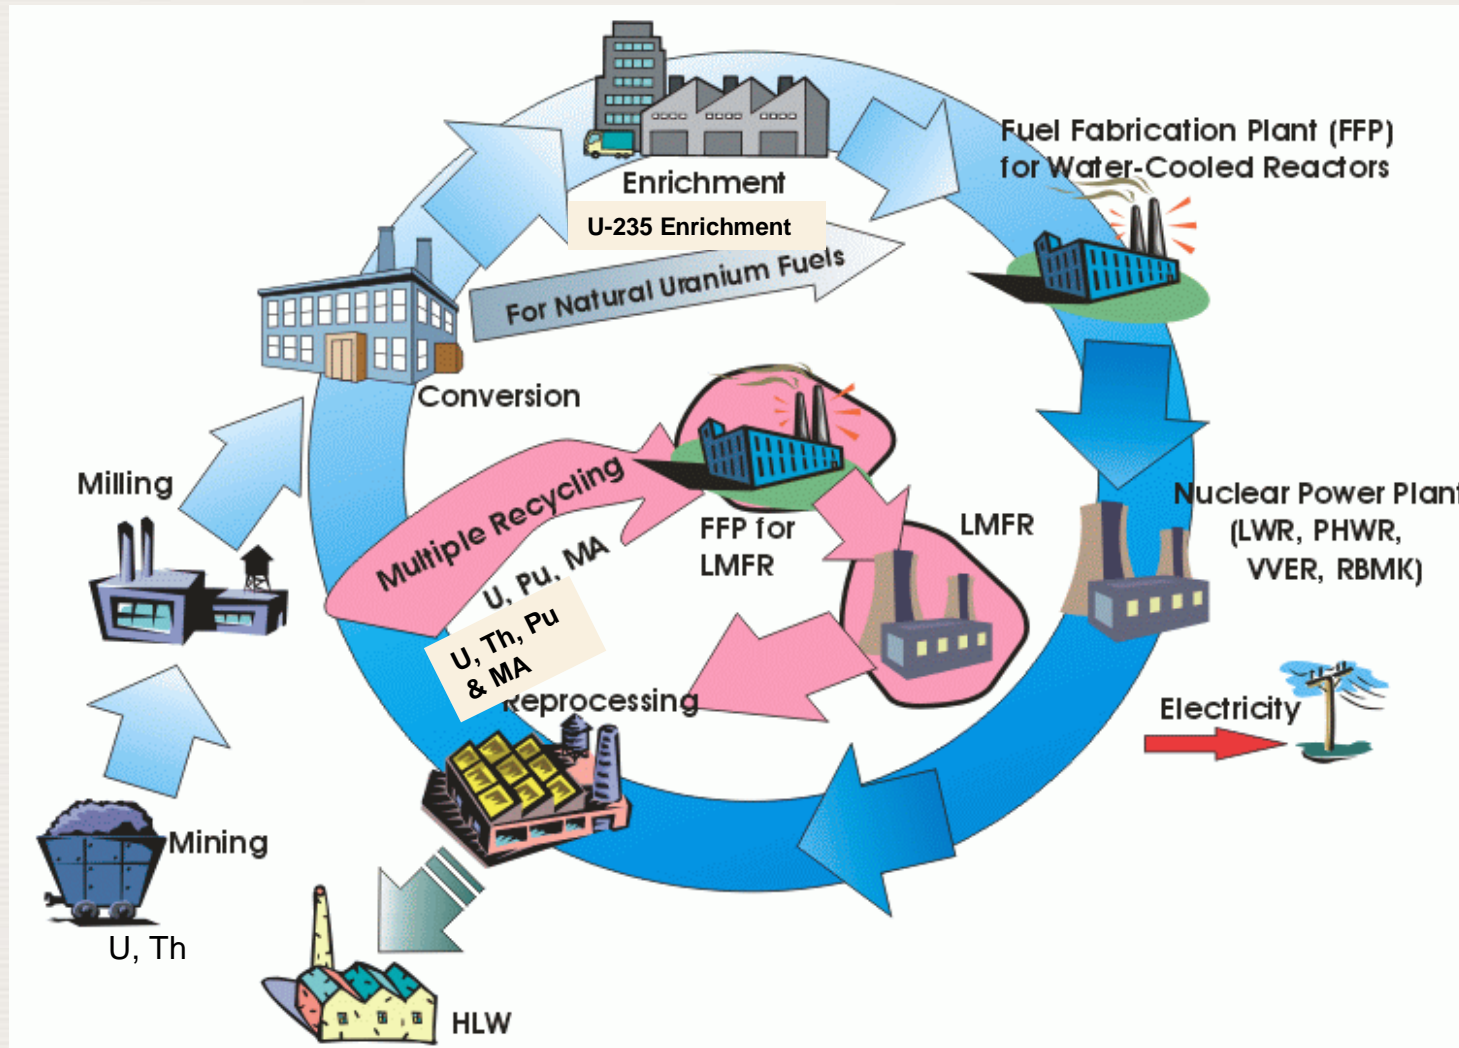 Enrichment
U-235 Enrichment
Fuel Fabrication Plant (FFP)
for Water-Cooled Reactors
For Natural Uranium Fuels
Conversion
Milling
Multiple Recycling
U, Pu, MA
U, Th, Pu
& MA
FFP for
LMFR
LMFR
Nuclear Power Plant
(LWR, PHWR,
VVER, RBMK)
Reprocessing
Electricity
Mining
U, Th
HLW